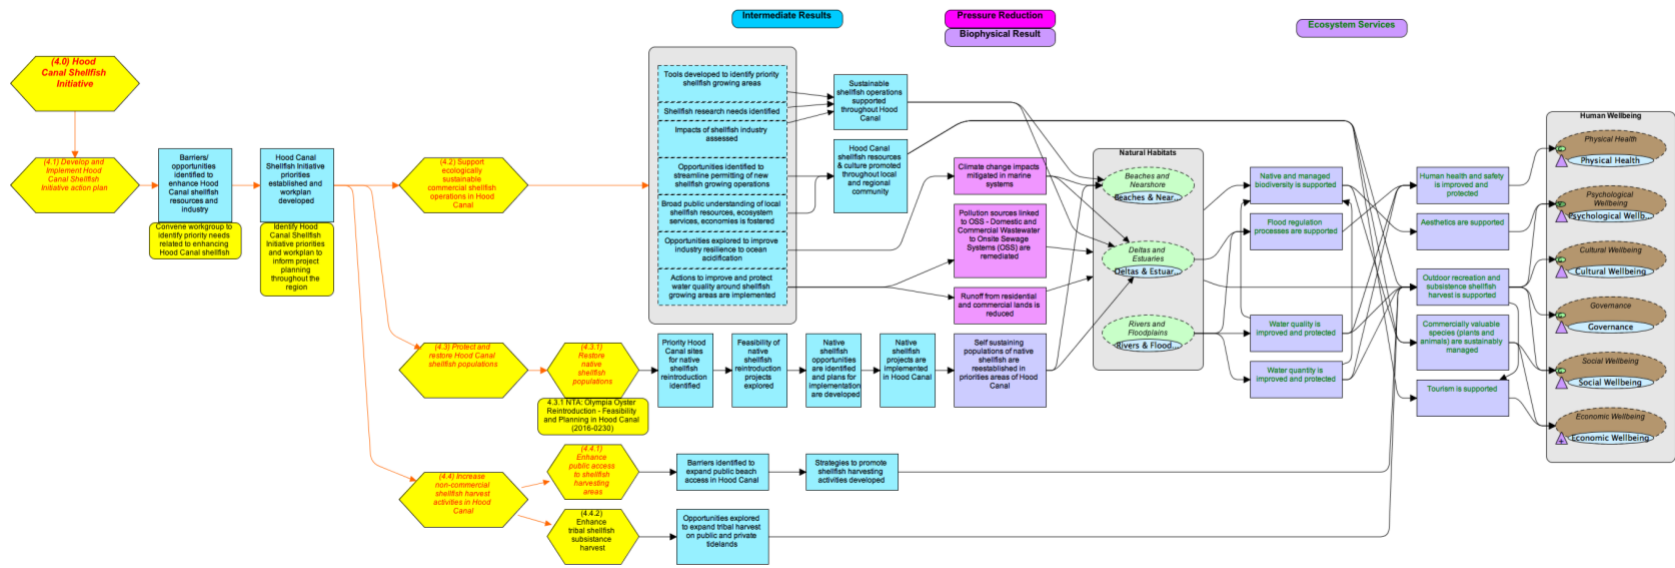 Intermediate Results
Pressure Reduction
Biophysical Result
Ecosystem Services
(4.0) Hood
Canal Shellfish
Initiative
(4.1) Develop and
Implement Hood
Canal Shellfish
Initiative action plan
Barriers/
opportunities
identified to
enhance Hood
Canal shellfish
resources and
industry
Convene workgroup to
identify priority needs
related to enhancing
Hood Canal shellfish
Hood Canal
Shellfish Initiative
priorities
established and
workplan
developed
Identify Hood
Canal Shellfish
Initiative priorities
and workplan to
inform project
planning
throughout the
region
(4.2) Support
ecologically
sustainable
commercial shellfish
operations in Hood
Canal
Tools developed to identify priority
shellfish growing areas
Shellfish research needs identified
Impacts of shellfish industry
assessed
Opportunities identified to
streamline permitting of new
shellfish growing operations
Broad public understanding of local
shellfish resources, ecosystem
services, economies is fostered
Opportunities explored to improve
industry resilience to ocean
acidification
Actions to improve and protect
water quality around shellfish
growing areas are implemented
Sustainable
shellfish operations
supported
throughout Hood
Canal
Hood Canal
shellfish resources
& culture promoted
throughout local
and regional
community
Climate change impacts
mitigated in marine
systems
Pollution sources linked
to OSS - Domestic and
Commercial Wastewater
to Onsite Sewage
Systems (OSS) are
remediated
Runoff from residential
and commercial lands is
reduced
(4.3) Protect and
restore Hood Canal
shellfish populations
(4.3.1)
Restore
native
shellfish
populations
4.3.1 NTA: Olympia Oyster
Reintroduction - Feasibility
and Planning in Hood Canal
(2016-0230)
Priority Hood
Canal sites
for native
shellfish
reintroduction
identified
Feasibility of
native
shellfish
reintroduction
projects
explored
Native
shellfish
opportunities
are identified
and plans for
implementation
are developed
Native
shellfish
projects are
implemented
in Hood Canal
Self sustaining
populations of native
shellfish are
reestablished in
priorities areas of
Hood Canal
(4.4) Increase
non-commercial
shellfish harvest
activities in Hood
Canal
(4.4.1)
Enhance
public access
to shellfish
harvesting
areas
Barriers identified to
expand public beach
access in Hood Canal
Strategies to promote
shellfish harvesting
activities developed
(4.4.2)
Enhance
tribal shellfish
subsistance
harvest
Opportunities explored
to expand tribal harvest
on public and private
tidelands
Natural Habitats
Beaches and
Nearshore
Beaches & Near...
Deltas and
Estuaries
Deltas & Estuar...
Rivers and
Floodplains
Rivers & Flood...
Native and managed
biodiversity is supported
Flood regulation
processes are supported
Water quality is
improved and protected
Water quantity is
improved and protected
Human health and safety
is improved and
protected
Aesthetics are supported
Outdoor recreation and
subsistence shellfish
harvest is supported
Commercially valuable
species (plants and
animals) are sustainably
managed
Tourism is supported
Human Wellbeing
Physical Health
Physical Health
Psychological
Wellbeing
Psychological Wellb...
Cultural Wellbeing
Cultural Wellbeing
Governance
Governance
Social Wellbeing
Social Wellbeing
Economic Wellbeing
Economic Wellbeing